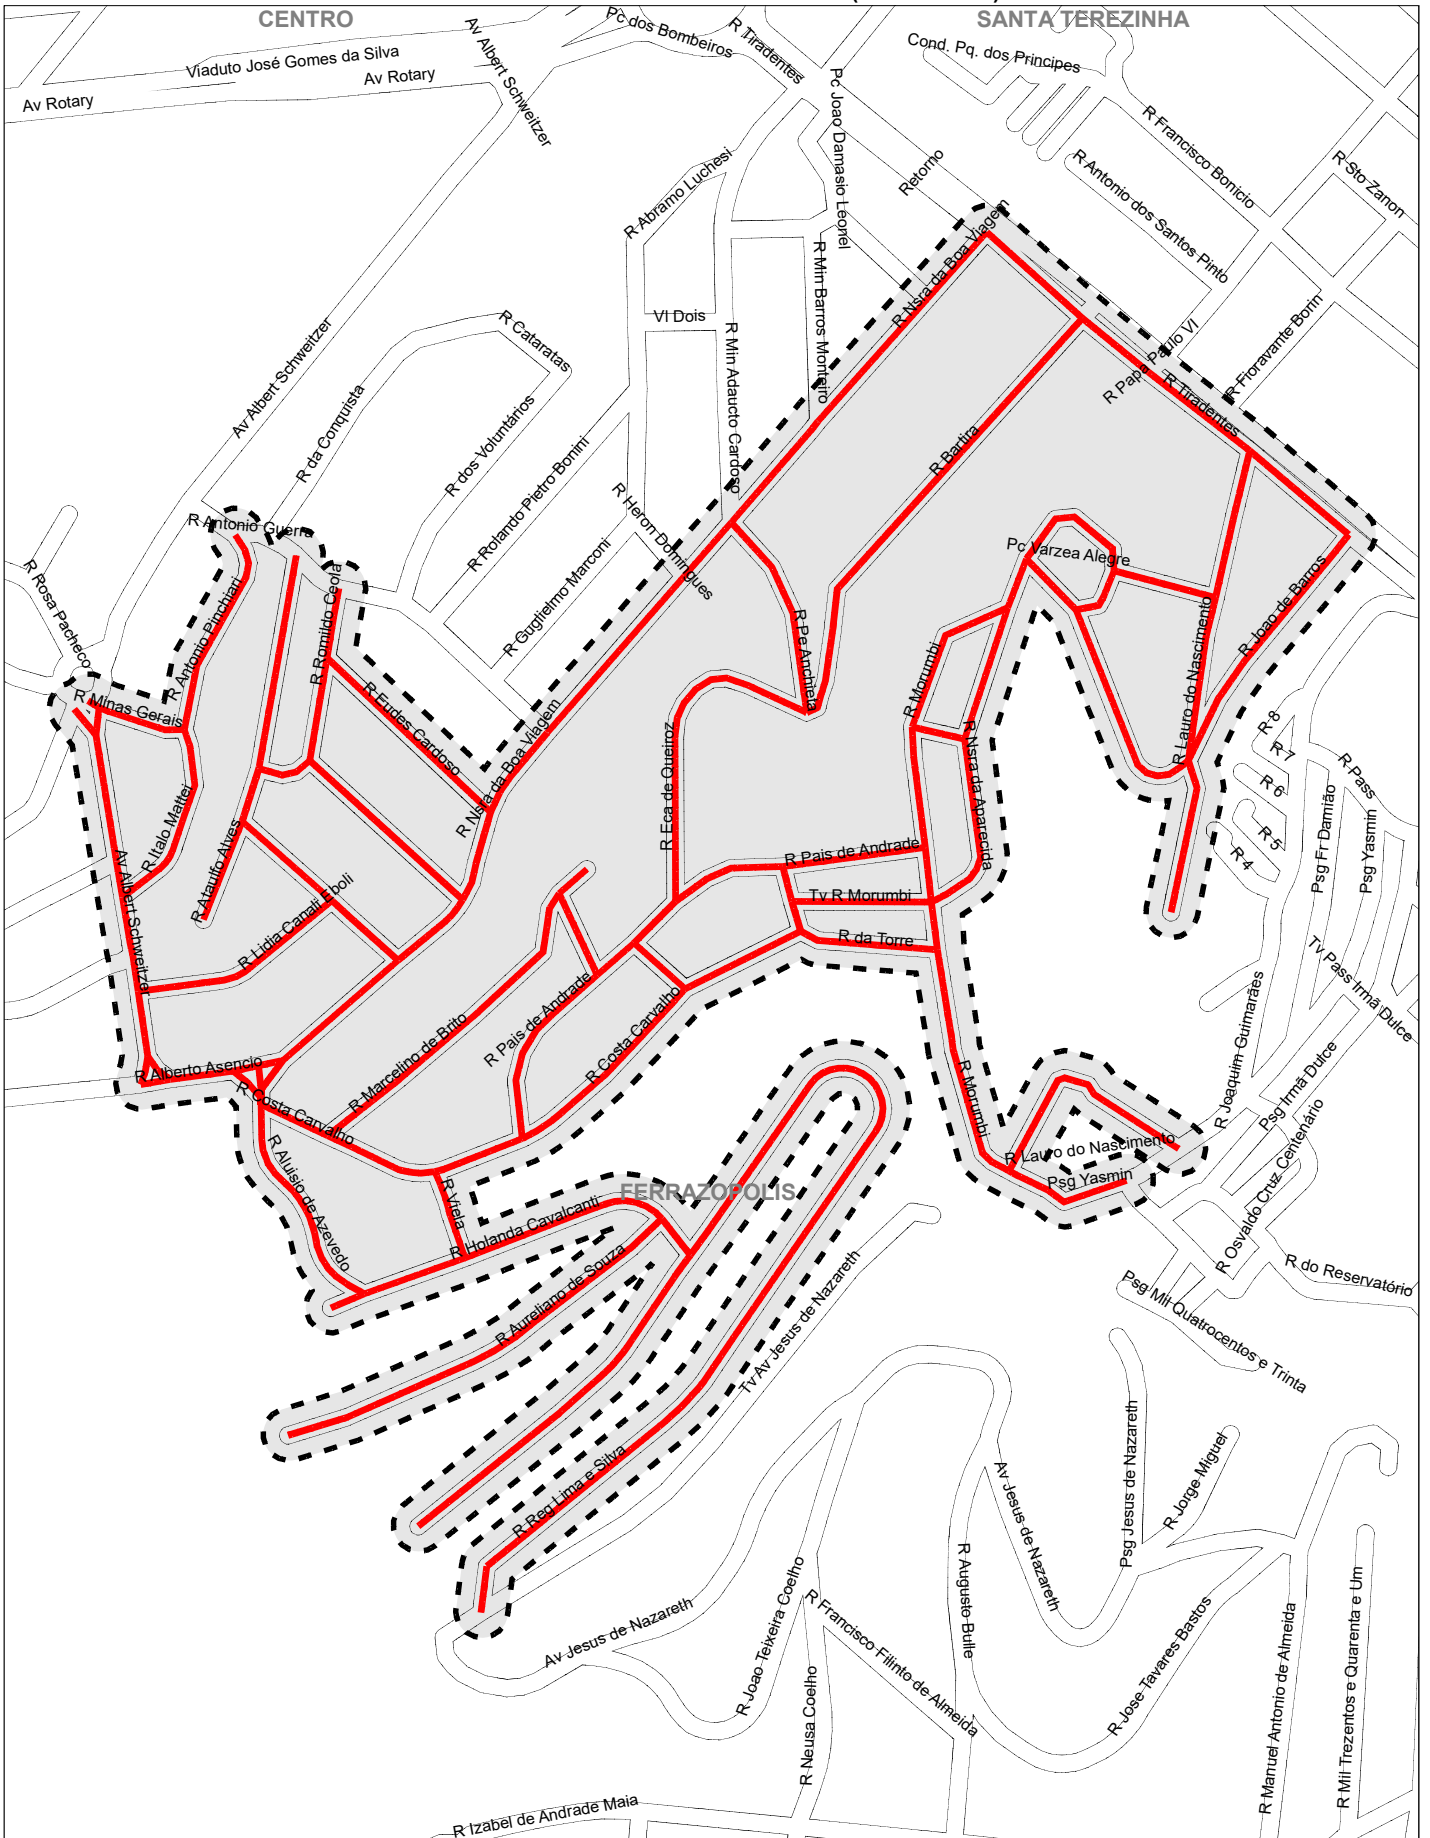 CENTRO
SANTA TEREZINHA
Pc dos Bombeiros
R Tiradentes
Av Albert Schweitzer
Cond. Pq. dos Principes
Viaduto José Gomes da Silva
Av Rotary
Av Rotary
Pc Joao Damasio Leonel
R Francisco Bonicio
R Sto Zanon
R Antonio dos Santos Pinto
Retorno
R Abramo Luchesi
R Nsra da Boa Viagem
R Min Barros Monteiro
Vl Dois
R Cataratas
R Min Adaucto Cardoso
R Papa Paulo VI
R Fioravante Borin
Av Albert Schweitzer
R da Conquista
R dos Voluntários
R Tiradentes
R Bartira
R Rolando Pietro Bonini
R Heron Domingues
R Antonio Guerra
R Guglielmo Marconi
Pc Varzea Alegre
R Rosa Pacheco
R Antonio Pinchiari
R Romildo Ceola
R Pe Anchieta
R Joao de Barros
R Lauro do Nascimento
R Minas Gerais
R Eudes Cardoso
R Morumbi
R Nsra da Aparecida
R Nsra da Boa Viagem
R Eca de Queiroz
R 8
R 7
R 6
R 5
R 4
R Pass
Psg Fr Damião
Psg Yasmin
R Italo Mattei
R Ataulfo Alves
Av Albert Schweitzer
R Lidia Canali Eboli
R Pais de Andrade
Tv R Morumbi
R da Torre
Tv Pass Irmã Dulce
R Pais de Andrade
R Marcelino de Brito
R Costa Carvalho
R Joaquim Guimarães
Psg Irmã Dulce
R Alberto Asencio
R Costa Carvalho
R Morumbi
R Lauro do Nascimento
Psg Yasmin
R Aluisio de Azevedo
R Viela
FERRAZOPOLIS
R Holanda Cavalcanti
R Osvaldo Cruz Centenário
R do Reservatório
R Aureliano de Souza
Tv Av Jesus de Nazareth
Psg Mil Quatrocentos e Trinta
R Reg Lima e Silva
Av Jesus de Nazareth
Psg Jesus de Nazareth
R Jorge Miguel
Av Jesus de Nazareth
R Joao Teixeira Coelho
R Francisco Filinto de Almeida
R Augusto Bulle
R Jose Tavares Bastos
R Neusa Coelho
R Manuel Antonio de Almeida
R Mil Trezentos e Quarenta e Um
R Izabel de Andrade Maia